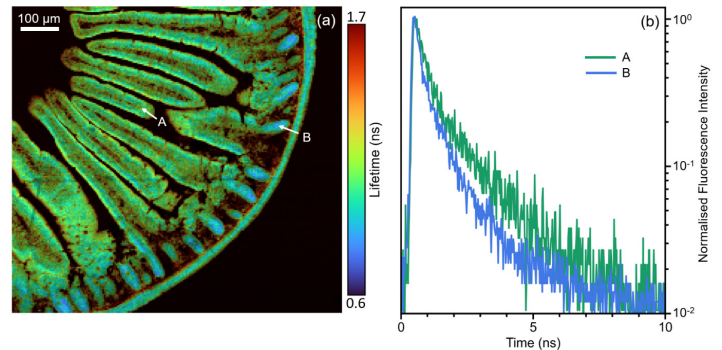 100 μm
(a)
A
B
1.7
Lifetime (ns)
0.6
(b)
A
B
10⁰
10⁻¹
10⁻²
Normalised Fluorescence Intensity
0
5
10
Time (ns)